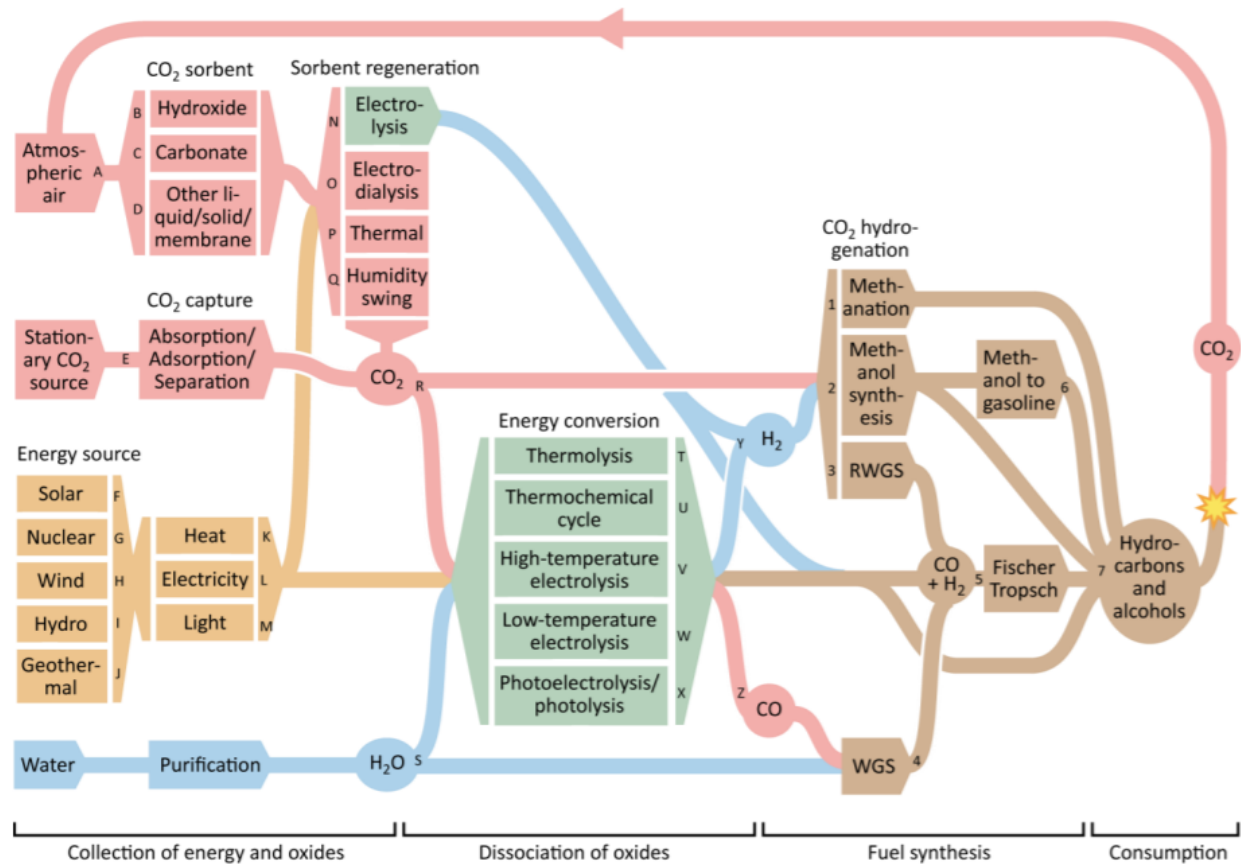 CO₂ sorbent
Sorbent regeneration
Atmos-
pheric
air
A
B
C
D
Hydroxide
Carbonate
Other li-
quid/solid/
membrane
N
O
P
Q
Electro-
lysis
Electro-
dialysis
Thermal
Humidity
swing
CO₂ capture
Station-
ary CO₂
source
E
Absorption/
Adsorption/
Separation
CO₂
R
Energy source
Solar
Nuclear
Wind
Hydro
Geother-
mal
F
G
H
I
J
Heat
Electricity
Light
K
L
M
Water
Purification
H₂O
S
Energy conversion
Thermolysis
Thermochemical
cycle
High-temperature
electrolysis
Low-temperature
electrolysis
Photoelectrolysis/
photolysis
T
U
V
W
X
Y
H₂
Z
CO
CO₂ hydro-
genation
1
Meth-
anation
2
Meth-
anol
synth-
esis
3
RWGS
Meth-
anol to
gasoline
6
CO
+ H₂
5
Fischer
Tropsch
7
WGS
4
Hydro-
carbons
and
alcohols
CO₂
Collection of energy and oxides
Dissociation of oxides
Fuel synthesis
Consumption